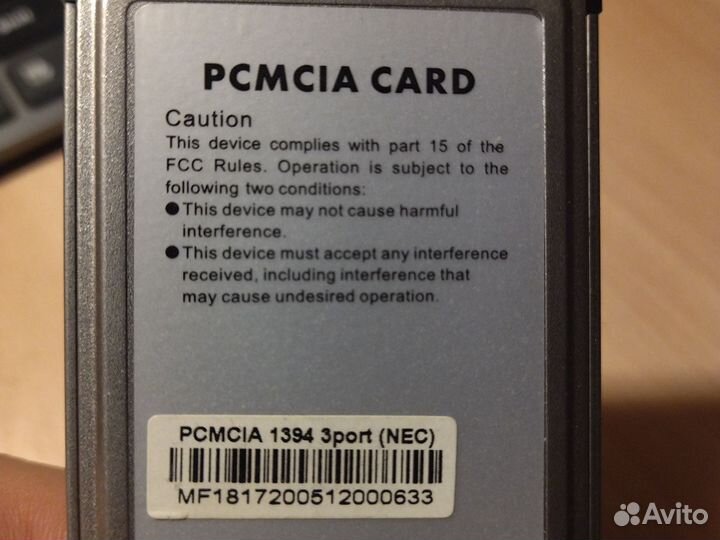 PCMCIA CARD
Caution
This device complies with part 15 of the
FCC Rules. Operation is subject to the
following two conditions:
●This device may not cause harmful
interference.
●This device must accept any interference
received, including interference that
may cause undesired operation.
PCMCIA 1394 3port (NEC)
MF1817200512000633
Avito